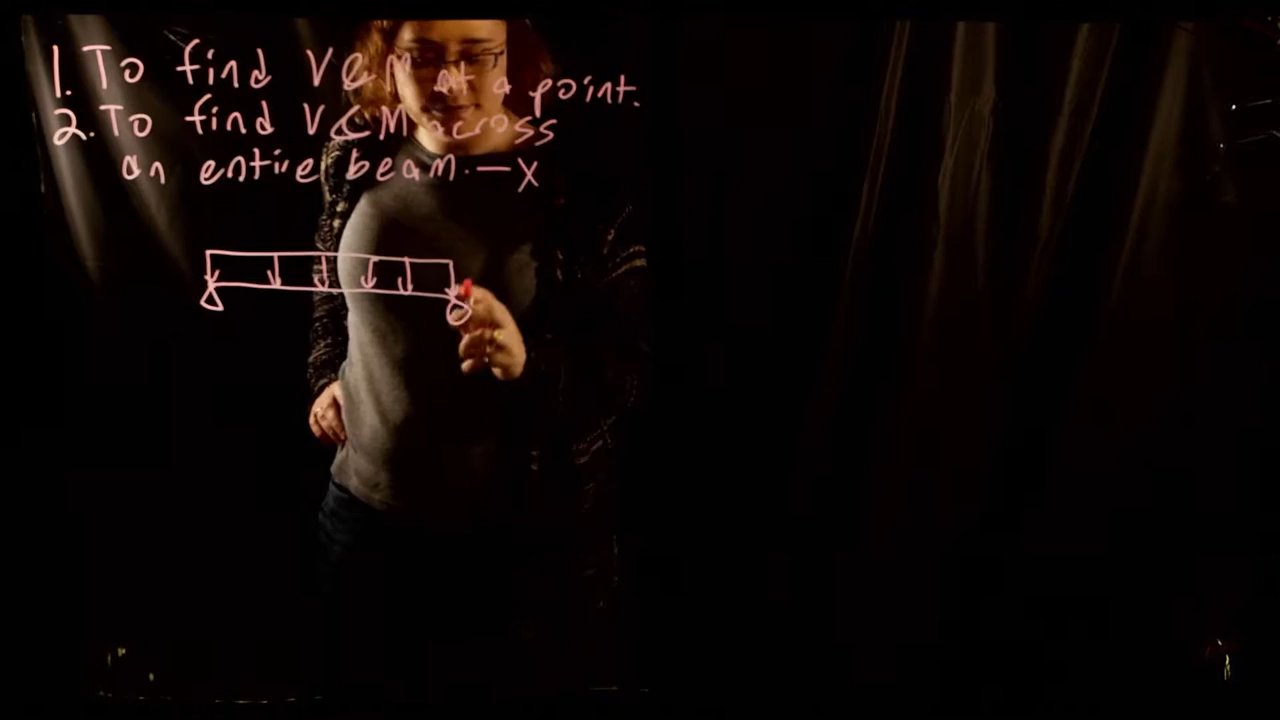 1. To find V & M at a point.
2. To find V & M across
an entire beam. — x